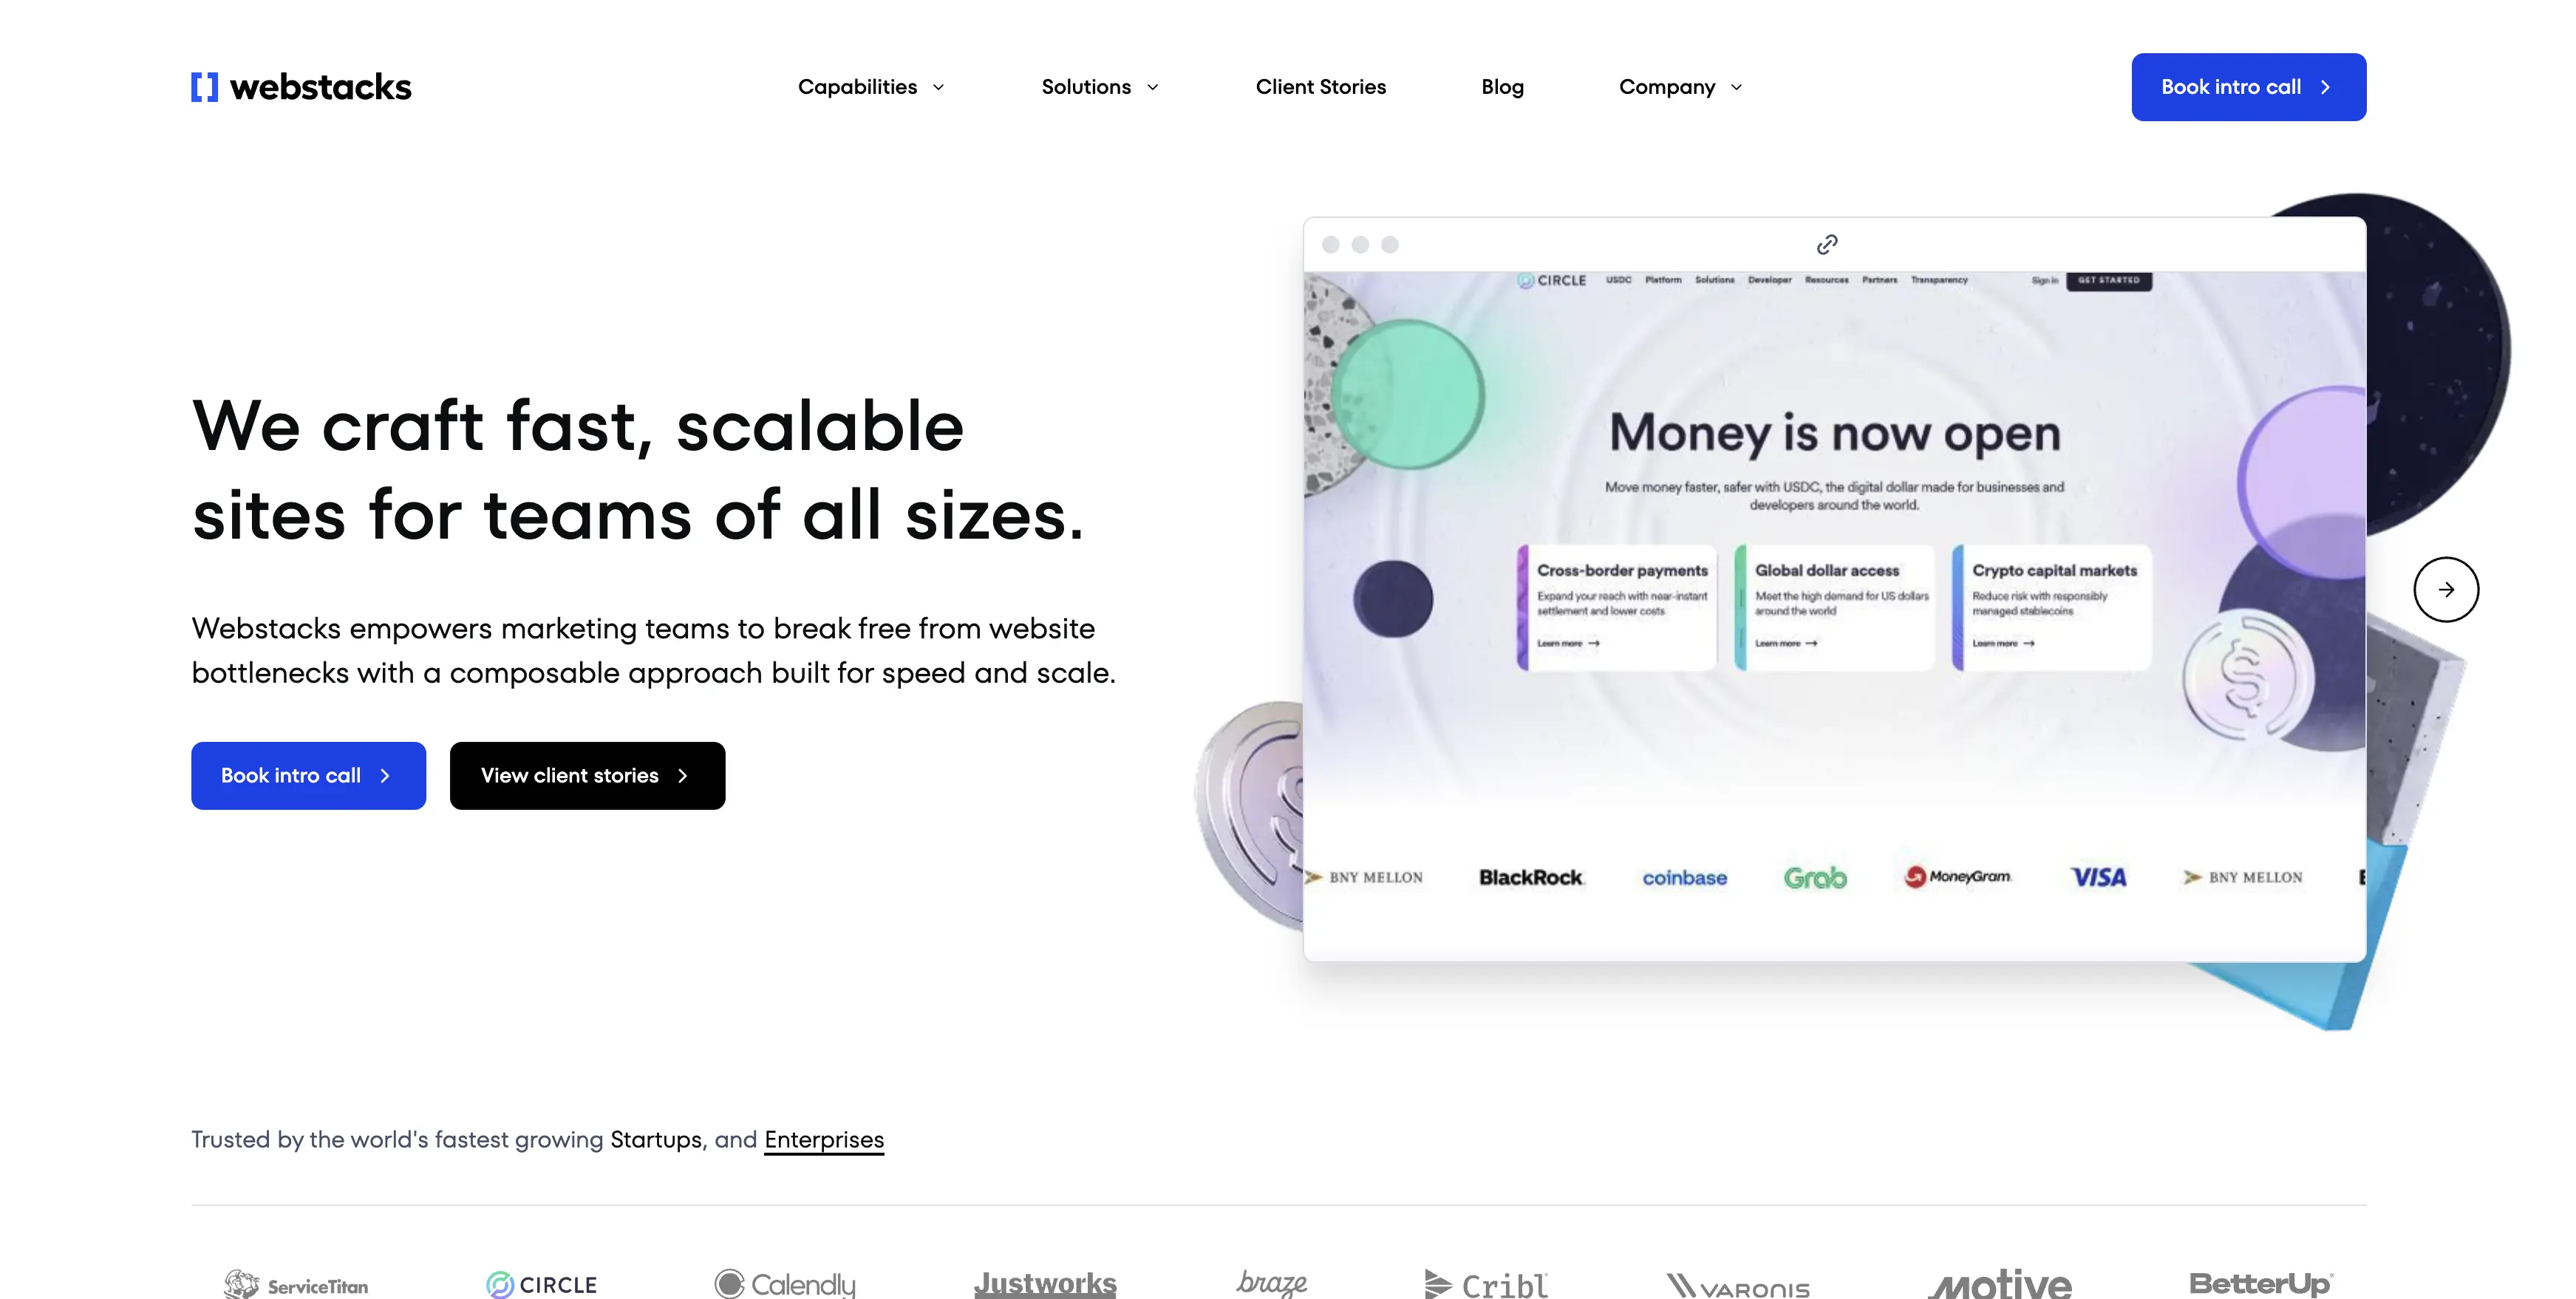 webstacks
Capabilities
Solutions
Client Stories
Blog
Company
Book intro call
We craft fast, scalable
sites for teams of all sizes.
Webstacks empowers marketing teams to break free from website
bottlenecks with a composable approach built for speed and scale.
Book intro call
View client stories
CIRCLE
USDC
Platform
Solutions
Developer
Resources
Partners
Transparency
Sign in
GET STARTED
Money is now open
Move money faster, safer with USDC, the digital dollar made for businesses and
developers around the world.
Cross-border payments
Expand your reach with near-instant
settlement and lower costs
Learn more
Global dollar access
Meet the high demand for US dollars
around the world
Learn more
Crypto capital markets
Reduce risk with responsibly
managed stablecoins
Learn more
BNY MELLON
BlackRock
coinbase
Grab
MoneyGram
VISA
BNY MELLON
Trusted by the world's fastest growing Startups, and Enterprises
ServiceTitan
CIRCLE
Calendly
Justworks
braze
Cribl
VARONIS
motive
BetterUp